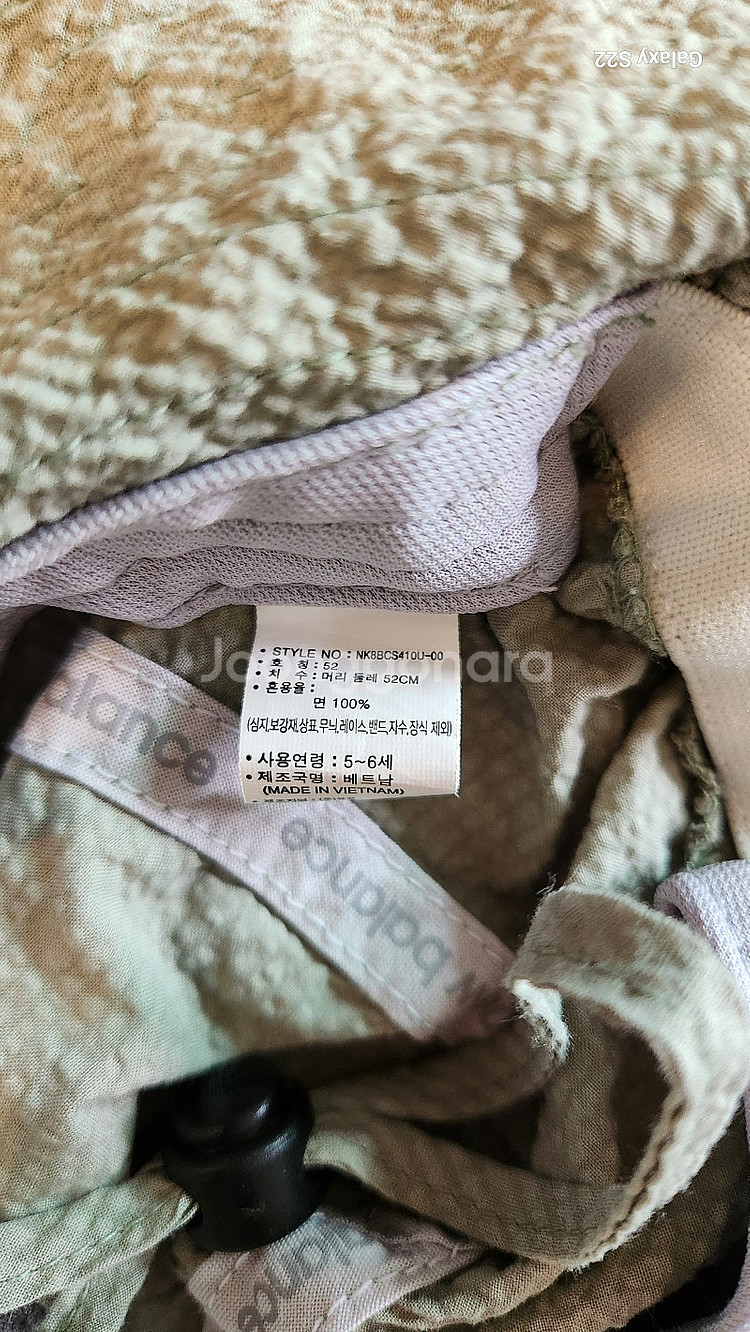 Galaxy S22
• STYLE NO : NK8BCS410U-00
• 호 칭 : 52
• 치 수 : 머리 둘레 52CM
• 혼용율 :
면 100%
(심지,보강재,상표,무늬,레이스,밴드,자수,장식 제외)
• 사용연령 : 5~6세
• 제조국명 : 베트남
(MADE IN VIETNAM)
Joonggonara
balance
balance